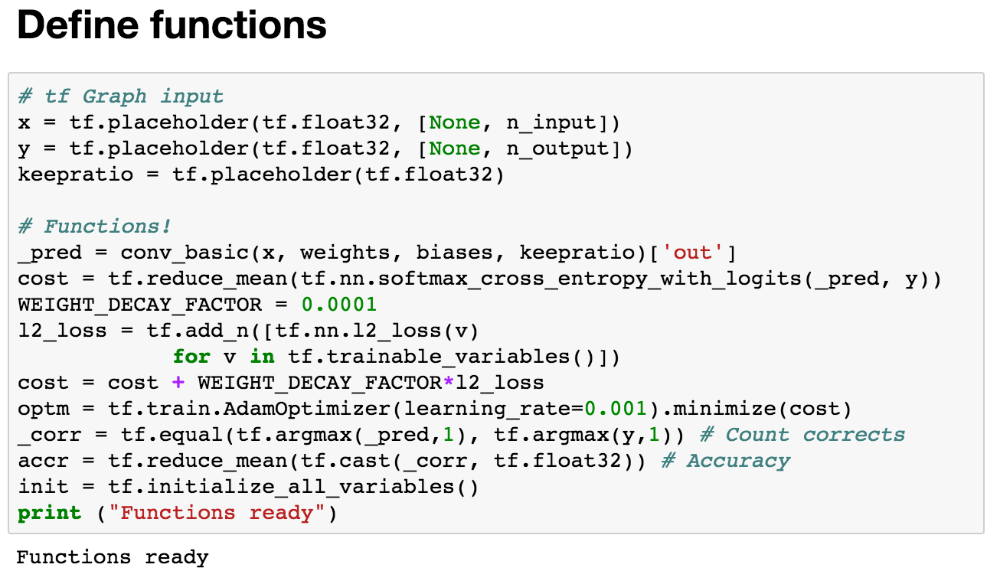 Define functions
# tf Graph input
x = tf.placeholder(tf.float32, [None, n_input])
y = tf.placeholder(tf.float32, [None, n_output])
keepratio = tf.placeholder(tf.float32)
# Functions!
_pred = conv_basic(x, weights, biases, keepratio)['out']
cost = tf.reduce_mean(tf.nn.softmax_cross_entropy_with_logits(_pred, y))
WEIGHT_DECAY_FACTOR = 0.0001
l2_loss = tf.add_n([tf.nn.l2_loss(v)
            for v in tf.trainable_variables()])
cost = cost + WEIGHT_DECAY_FACTOR*l2_loss
optm = tf.train.AdamOptimizer(learning_rate=0.001).minimize(cost)
_corr = tf.equal(tf.argmax(_pred,1), tf.argmax(y,1)) # Count corrects
accr = tf.reduce_mean(tf.cast(_corr, tf.float32)) # Accuracy
init = tf.initialize_all_variables()
print ("Functions ready")
Functions ready